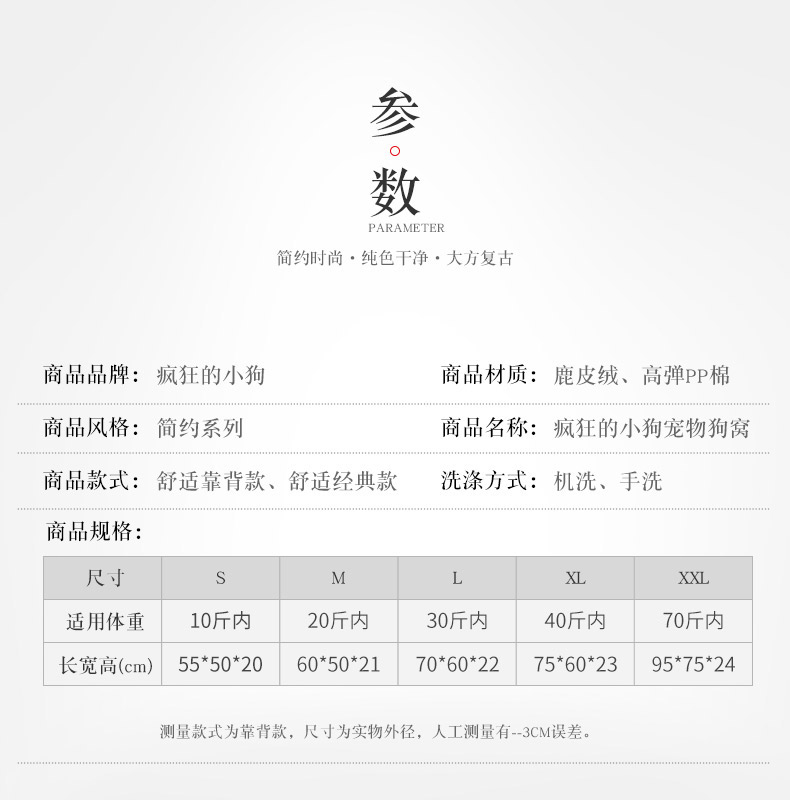 参
数
PARAMETER
简约时尚·纯色干净·大方复古
商品品牌：疯狂的小狗 商品材质：鹿皮绒、高弹PP棉
商品风格：简约系列 商品名称：疯狂的小狗宠物狗窝
商品款式：舒适靠背款、舒适经典款 洗涤方式：机洗、手洗
商品规格：
尺寸 S M L XL XXL
适用体重 10斤内 20斤内 30斤内 40斤内 70斤内
长宽高(cm) 55*50*20 60*50*21 70*60*22 75*60*23 95*75*24
测量款式为靠背款，尺寸为实物外径，人工测量有--3CM误差。